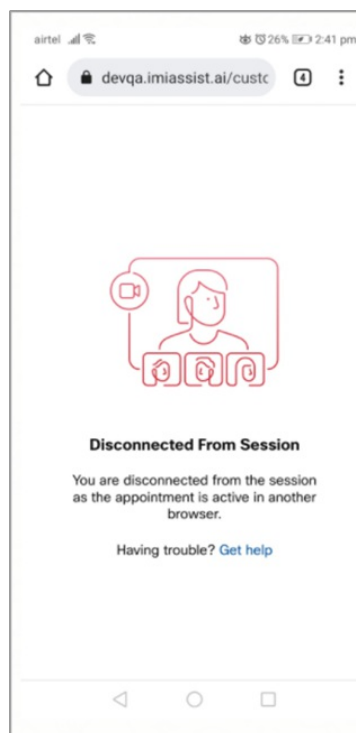 airtel 26% 2:41 pm
devqa.imiassist.ai/custc 4
Disconnected From Session
You are disconnected from the session
as the appointment is active in another
browser.
Having trouble? Get help